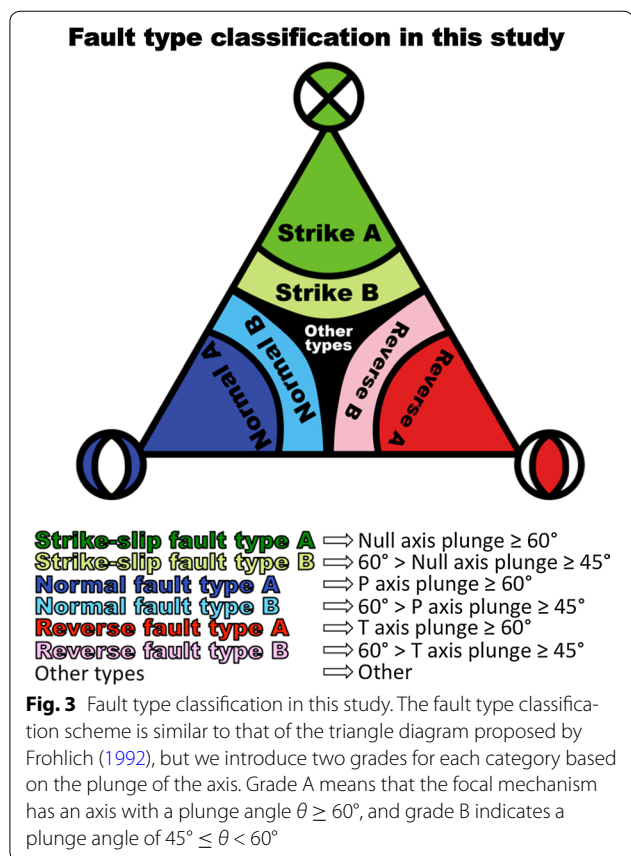 Fault type classification in this study
Strike A
Strike B
Other
types
Normal B
Normal A
Reverse B
Reverse A
Strike-slip fault type A ⇨ Null axis plunge ≥ 60°
Strike-slip fault type B ⇨ 60° > Null axis plunge ≥ 45°
Normal fault type A ⇨ P axis plunge ≥ 60°
Normal fault type B ⇨ 60° > P axis plunge ≥ 45°
Reverse fault type A ⇨ T axis plunge ≥ 60°
Reverse fault type B ⇨ 60° > T axis plunge ≥ 45°
Other types ⇨ Other
Fig. 3 Fault type classification in this study. The fault type classifica-
tion scheme is similar to that of the triangle diagram proposed by
Frohlich (1992), but we introduce two grades for each category based
on the plunge of the axis. Grade A means that the focal mechanism
has an axis with a plunge angle θ ≥ 60°, and grade B indicates a
plunge angle of 45° ≤ θ < 60°